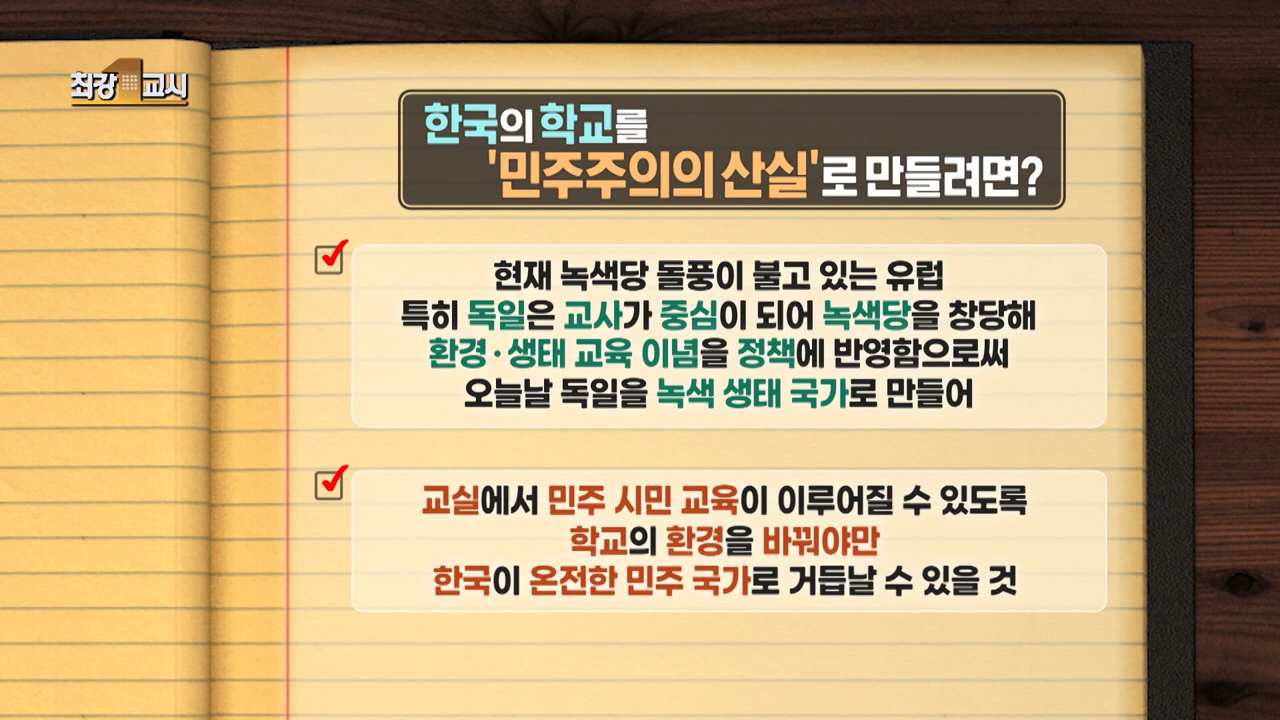 최강1교시
한국의 학교를
'민주주의의 산실'로 만들려면?
현재 녹색당 돌풍이 불고 있는 유럽
특히 독일은 교사가 중심이 되어 녹색당을 창당해
환경·생태 교육 이념을 정책에 반영함으로써
오늘날 독일을 녹색 생태 국가로 만들어
교실에서 민주 시민 교육이 이루어질 수 있도록
학교의 환경을 바꿔야만
한국이 온전한 민주 국가로 거듭날 수 있을 것